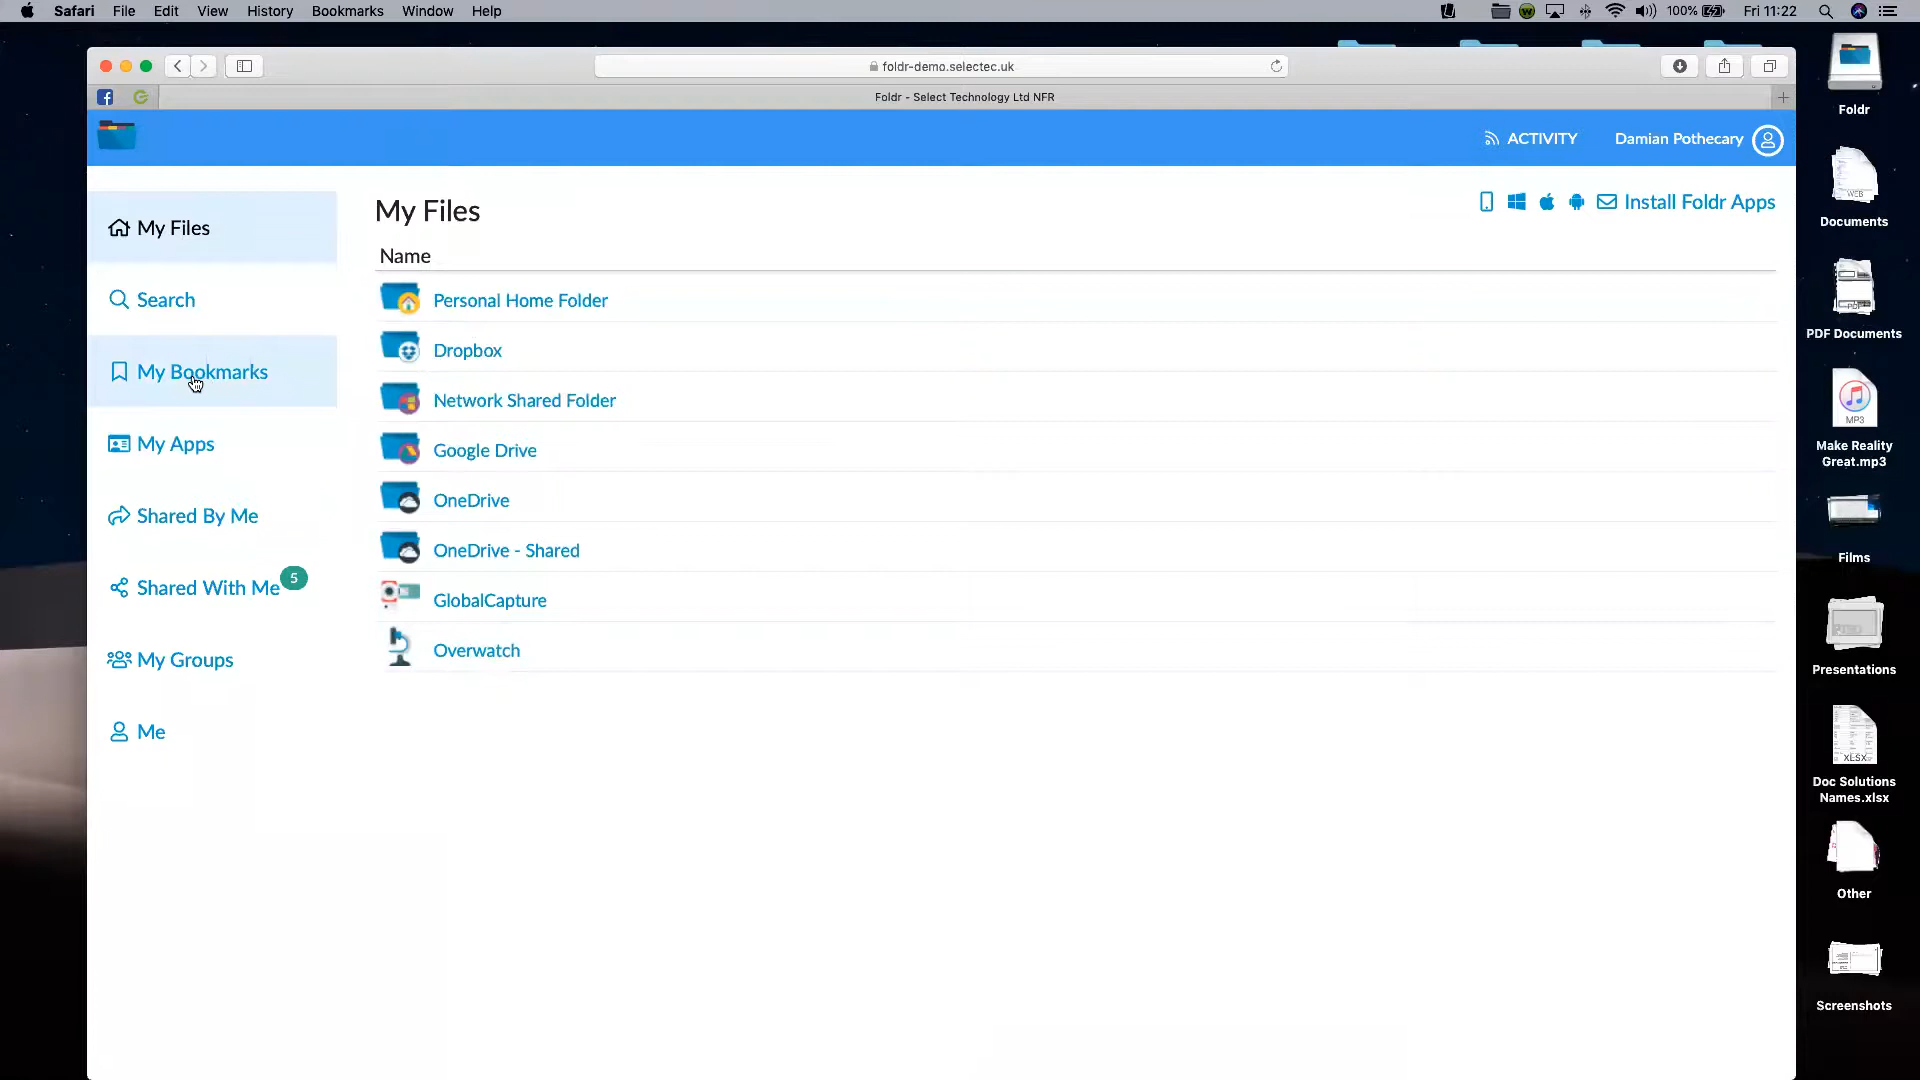 Safari File Edit View History Bookmarks Window Help 100% Fri 11:22
foldr-demo.selectec.uk
Foldr - Select Technology Ltd NFR
ACTIVITY Damian Pothecary
My Files
Search
My Bookmarks
My Apps
Shared By Me
Shared With Me 5
My Groups
Me
My Files
Install Foldr Apps
Name
Personal Home Folder
Dropbox
Network Shared Folder
Google Drive
OneDrive
OneDrive - Shared
GlobalCapture
Overwatch
Foldr
WEB
Documents
PDF
PDF Documents
MP3
Make Reality
Great.mp3
Films
Presentations
XLSX
Doc Solutions
Names.xlsx
Other
Screenshots